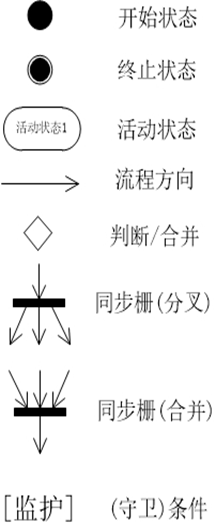 开始状态
终止状态
活动状态1 活动状态
流程方向
判断/合并
同步栅(分叉)
同步栅(合并)
[监护] (守卫)条件